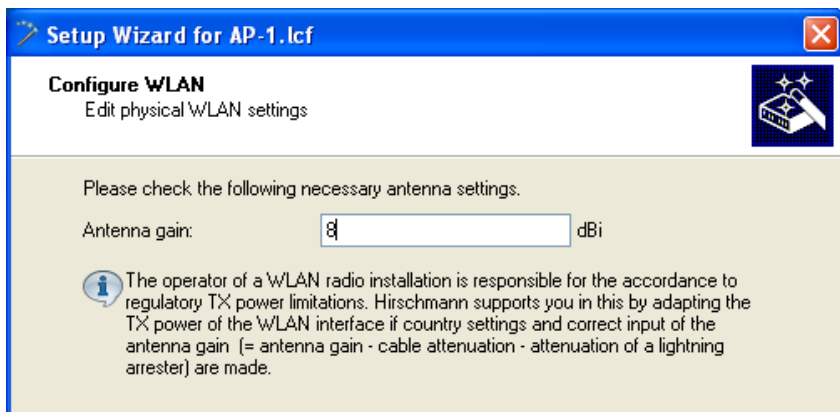 Setup Wizard for AP-1.lcf
Configure WLAN
Edit physical WLAN settings
Please check the following necessary antenna settings.
Antenna gain: 8 dBi
The operator of a WLAN radio installation is responsible for the accordance to
regulatory TX power limitations. Hirschmann supports you in this by adapting the
TX power of the WLAN interface if country settings and correct input of the
antenna gain (= antenna gain - cable attenuation - attenuation of a lightning
arrester) are made.